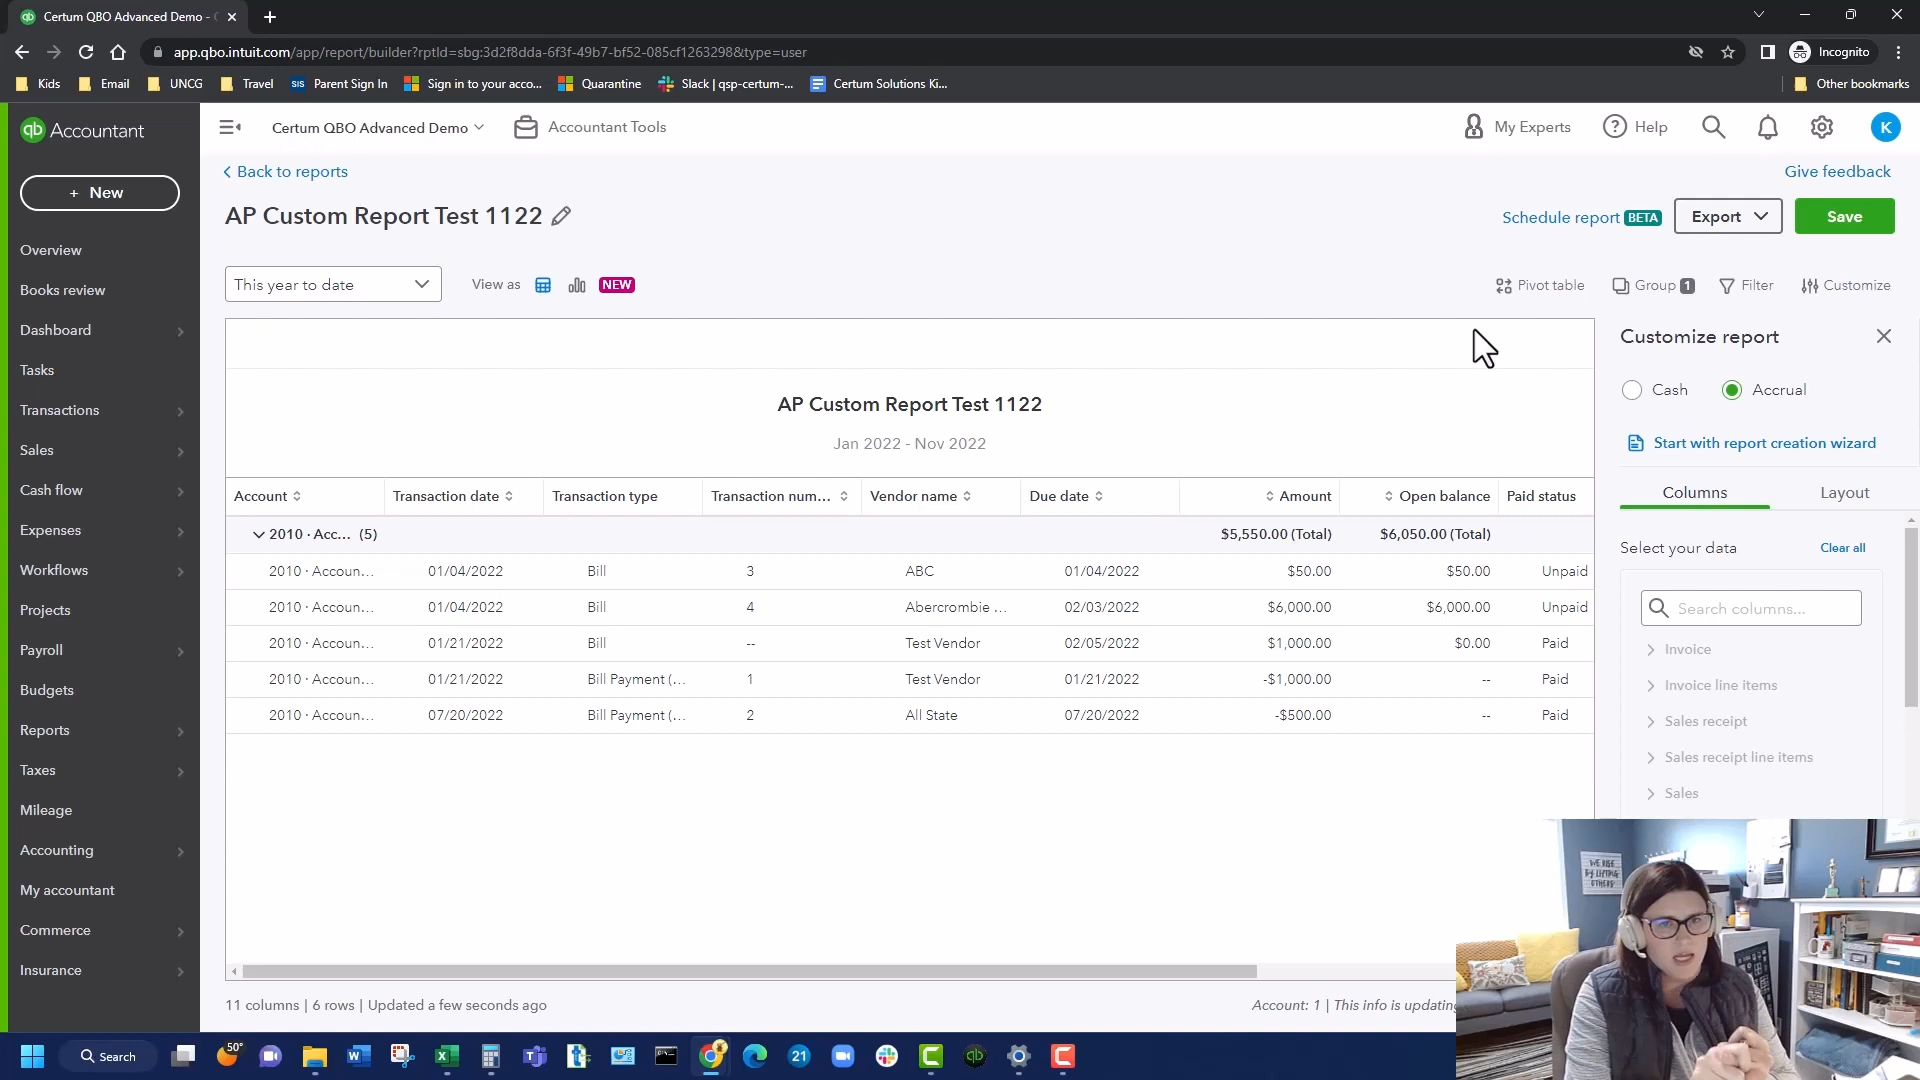 Certum QBO Advanced Demo - C
app.qbo.intuit.com/app/report/builder?rptId=sbg:3d2f8dda-6f3f-49b7-bf52-085cf1263298&type=user
Incognito
Kids Email UNCG Travel SIS Parent Sign In Sign in to your acco... Quarantine Slack | qsp-certum-... Certum Solutions Ki... Other bookmarks
qb Accountant
Certum QBO Advanced Demo Accountant Tools My Experts Help K
+ New
Overview
Books review
Dashboard
Tasks
Transactions
Sales
Cash flow
Expenses
Workflows
Projects
Payroll
Budgets
Reports
Taxes
Mileage
Accounting
My accountant
Commerce
Insurance
Back to reports Give feedback
AP Custom Report Test 1122 Schedule report BETA Export Save
This year to date View as NEW Pivot table Group 1 Filter Customize
AP Custom Report Test 1122
Jan 2022 - Nov 2022
Account Transaction date Transaction type Transaction num... Vendor name Due date Amount Open balance Paid status
2010 · Acc... (5) $5,550.00 (Total) $6,050.00 (Total)
2010 · Accoun... 01/04/2022 Bill 3 ABC 01/04/2022 $50.00 $50.00 Unpaid
2010 · Accoun... 01/04/2022 Bill 4 Abercrombie ... 02/03/2022 $6,000.00 $6,000.00 Unpaid
2010 · Accoun... 01/21/2022 Bill -- Test Vendor 02/05/2022 $1,000.00 $0.00 Paid
2010 · Accoun... 01/21/2022 Bill Payment (... 1 Test Vendor 01/21/2022 -$1,000.00 -- Paid
2010 · Accoun... 07/20/2022 Bill Payment (... 2 All State 07/20/2022 -$500.00 -- Paid
11 columns | 6 rows | Updated a few seconds ago Account: 1 | This info is updating
Customize report
Cash Accrual
Start with report creation wizard
Columns Layout
Select your data Clear all
Search columns...
Invoice
Invoice line items
Sales receipt
Sales receipt line items
Sales
WE RISE
BY LIFTING
OTHERS
Search 50° 21